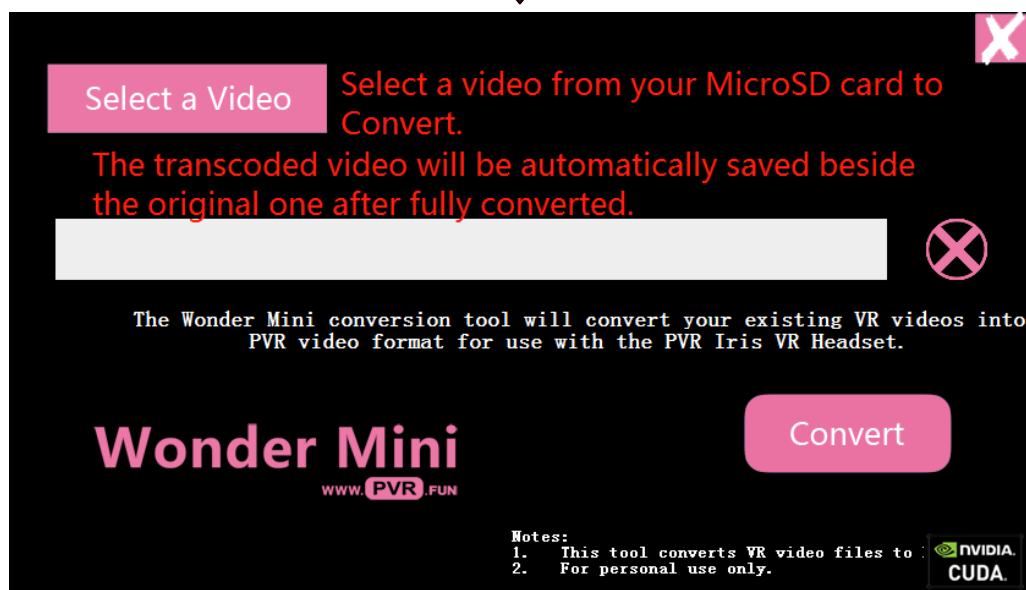 Select a Video
Select a video from your MicroSD card to
Convert.
The transcoded video will be automatically saved beside
the original one after fully converted.
The Wonder Mini conversion tool will convert your existing VR videos into
PVR video format for use with the PVR Iris VR Headset.
Convert
Wonder Mini
WWW.PVR.FUN
Notes:
1. This tool converts VR video files to
2. For personal use only.
NVIDIA.
CUDA.